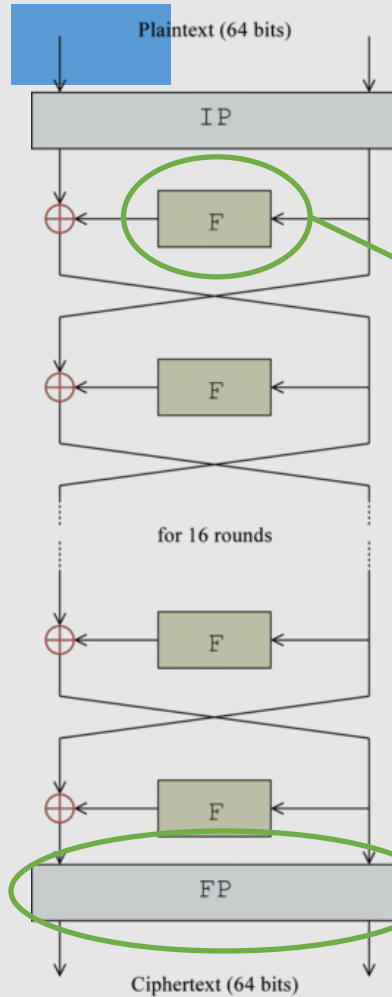 Plaintext (64 bits)
IP
F
F
for 16 rounds
F
F
FP
Ciphertext (64 bits)